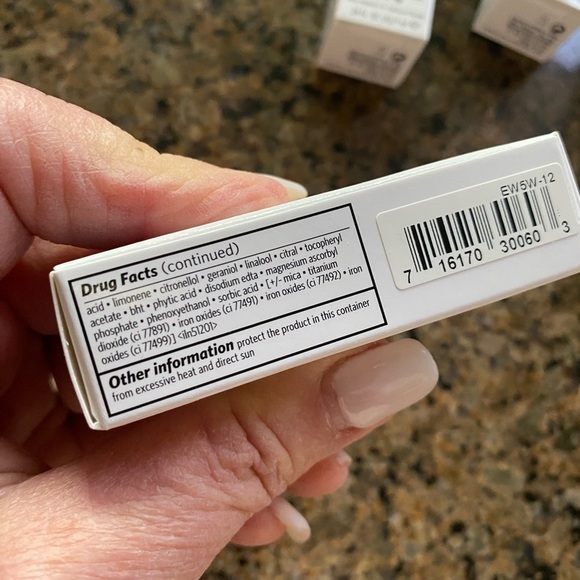 Drug Facts (continued)
acid • limonene • citronellol • geraniol • linalool • citral • tocopheryl
acetate • bht • phytic acid • disodium edta • magnesium ascorbyl
phosphate • phenoxyethanol • sorbic acid • [+/- mica • titanium
dioxide (ci 77891) • iron oxides (ci 77491) • iron oxides (ci 77492) • iron
oxides (ci 77499)] <iln51201>
Other information protect the product in this container
from excessive heat and direct sun
EW5W-12
7 16170 30060 3